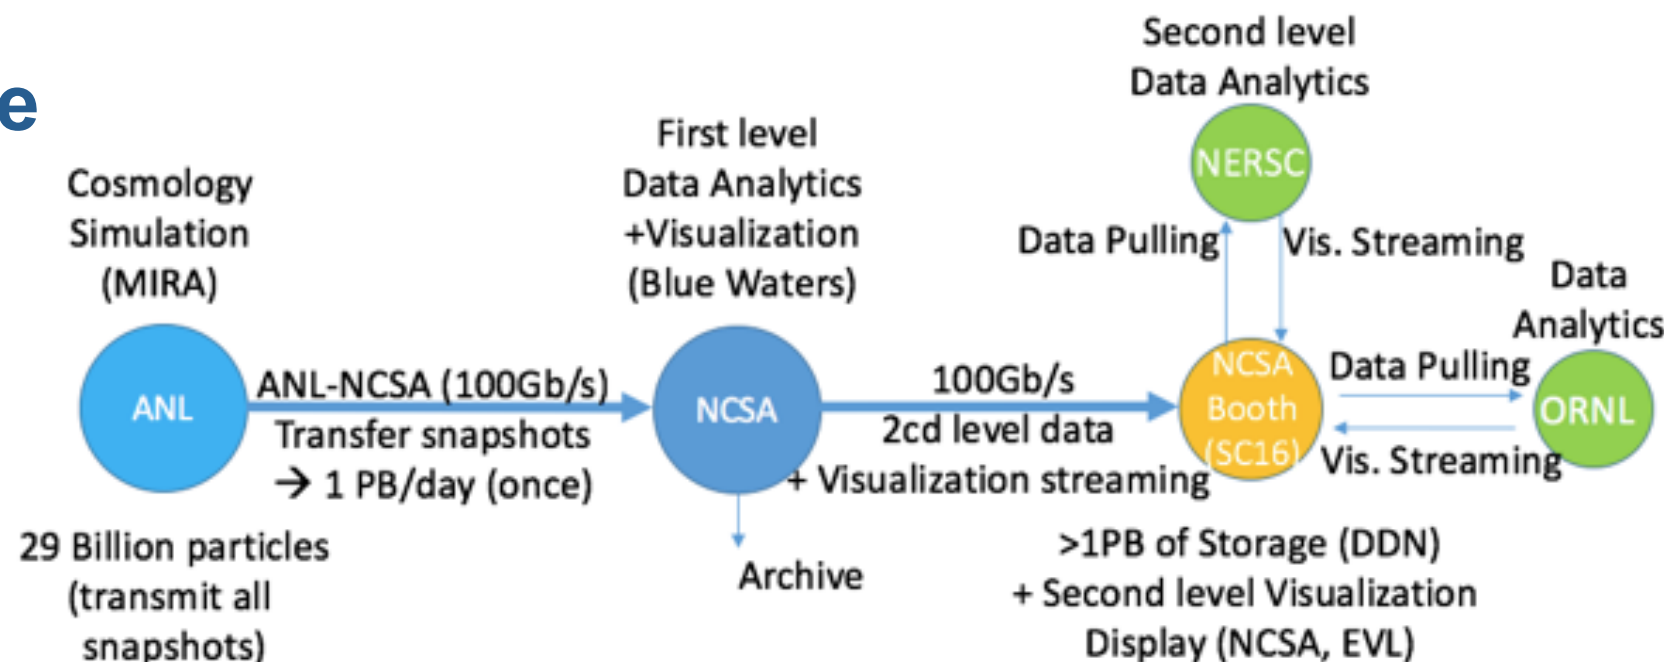 e
Cosmology
Simulation
(MIRA)
ANL
29 Billion particles
(transmit all
snapshots)
ANL-NCSA (100Gb/s)
Transfer snapshots
→ 1 PB/day (once)
First level
Data Analytics
+Visualization
(Blue Waters)
NCSA
Archive
100Gb/s
2cd level data
+ Visualization streaming
Second level
Data Analytics
NERSC
Data Pulling
Vis. Streaming
NCSA
Booth
(SC16)
>1PB of Storage (DDN)
+ Second level Visualization
Display (NCSA, EVL)
Data Pulling
Vis. Streaming
Data
Analytics
ORNL